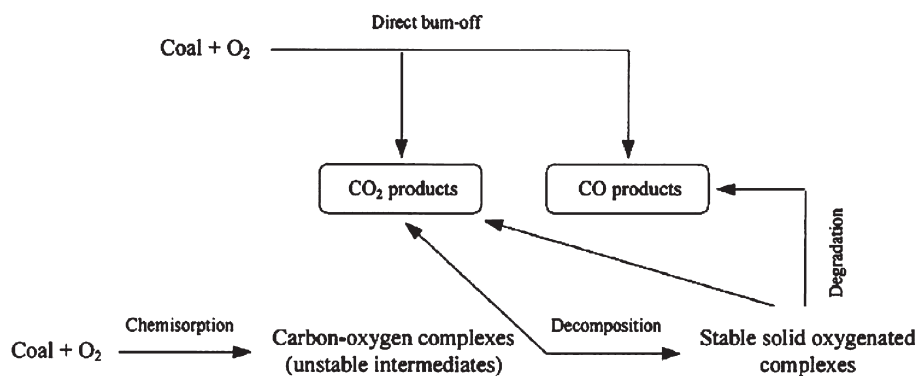 Direct burn-off
Coal + O₂
CO₂ products
CO products
Degradation
Chemisorption
Decomposition
Coal + O₂
Carbon-oxygen complexes
(unstable intermediates)
Stable solid oxygenated
complexes